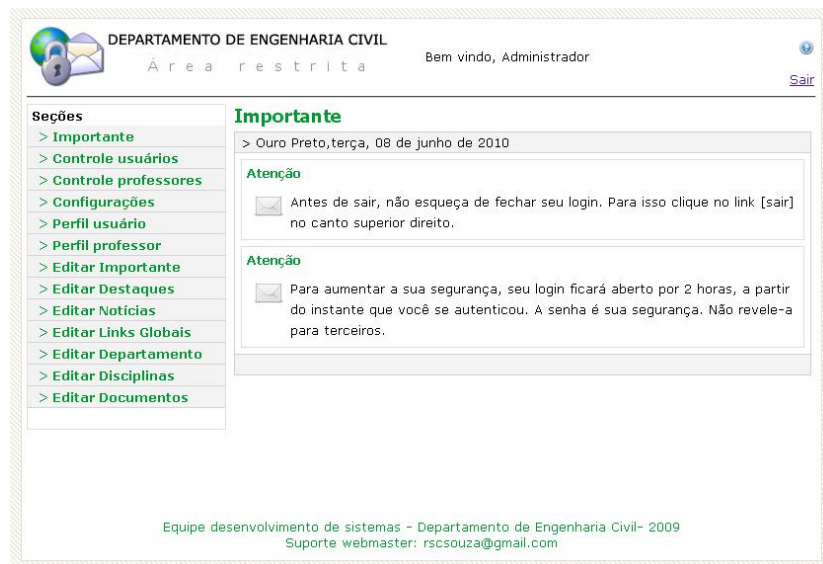 DEPARTAMENTO DE ENGENHARIA CIVIL
Área restrita
Bem vindo, Administrador
Sair
Seções
> Importante
> Controle usuários
> Controle professores
> Configurações
> Perfil usuário
> Perfil professor
> Editar Importante
> Editar Destaques
> Editar Notícias
> Editar Links Globais
> Editar Departamento
> Editar Disciplinas
> Editar Documentos
Importante
> Ouro Preto,terça, 08 de junho de 2010
Atenção
Antes de sair, não esqueça de fechar seu login. Para isso clique no link [sair]
no canto superior direito.
Atenção
Para aumentar a sua segurança, seu login ficará aberto por 2 horas, a partir
do instante que você se autenticou. A senha é sua segurança. Não revele-a
para terceiros.
Equipe desenvolvimento de sistemas - Departamento de Engenharia Civil- 2009
Suporte webmaster: rscsouza@gmail.com